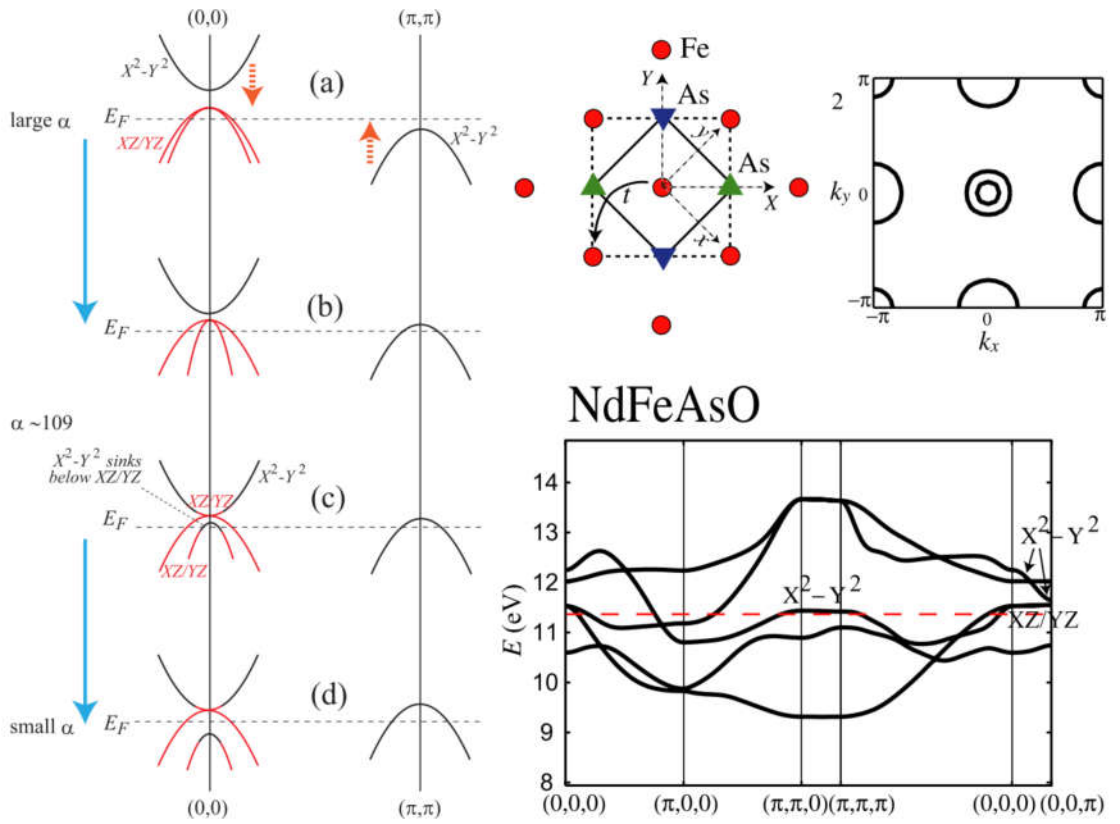 (0,0) (π,π)
X²-Y²
(a)
large α
E_F
XZ/YZ
X²-Y²
(b)
E_F
α ~109
X²-Y² sinks
below XZ/YZ
XZ/YZ
X²-Y²
(c)
E_F
XZ/YZ
(d)
small α
E_F
(0,0) (π,π)
Fe
Y
As
y
As
X
t
x
π
2
k_y 0
−π
−π 0 π
k_x
NdFeAsO
14
13
12
11
10
9
8
E (eV)
X²−Y²
X²−Y²
XZ/YZ
(0,0,0) (π,0,0) (π,π,0)(π,π,π) (0,0,0) (0,0,π)